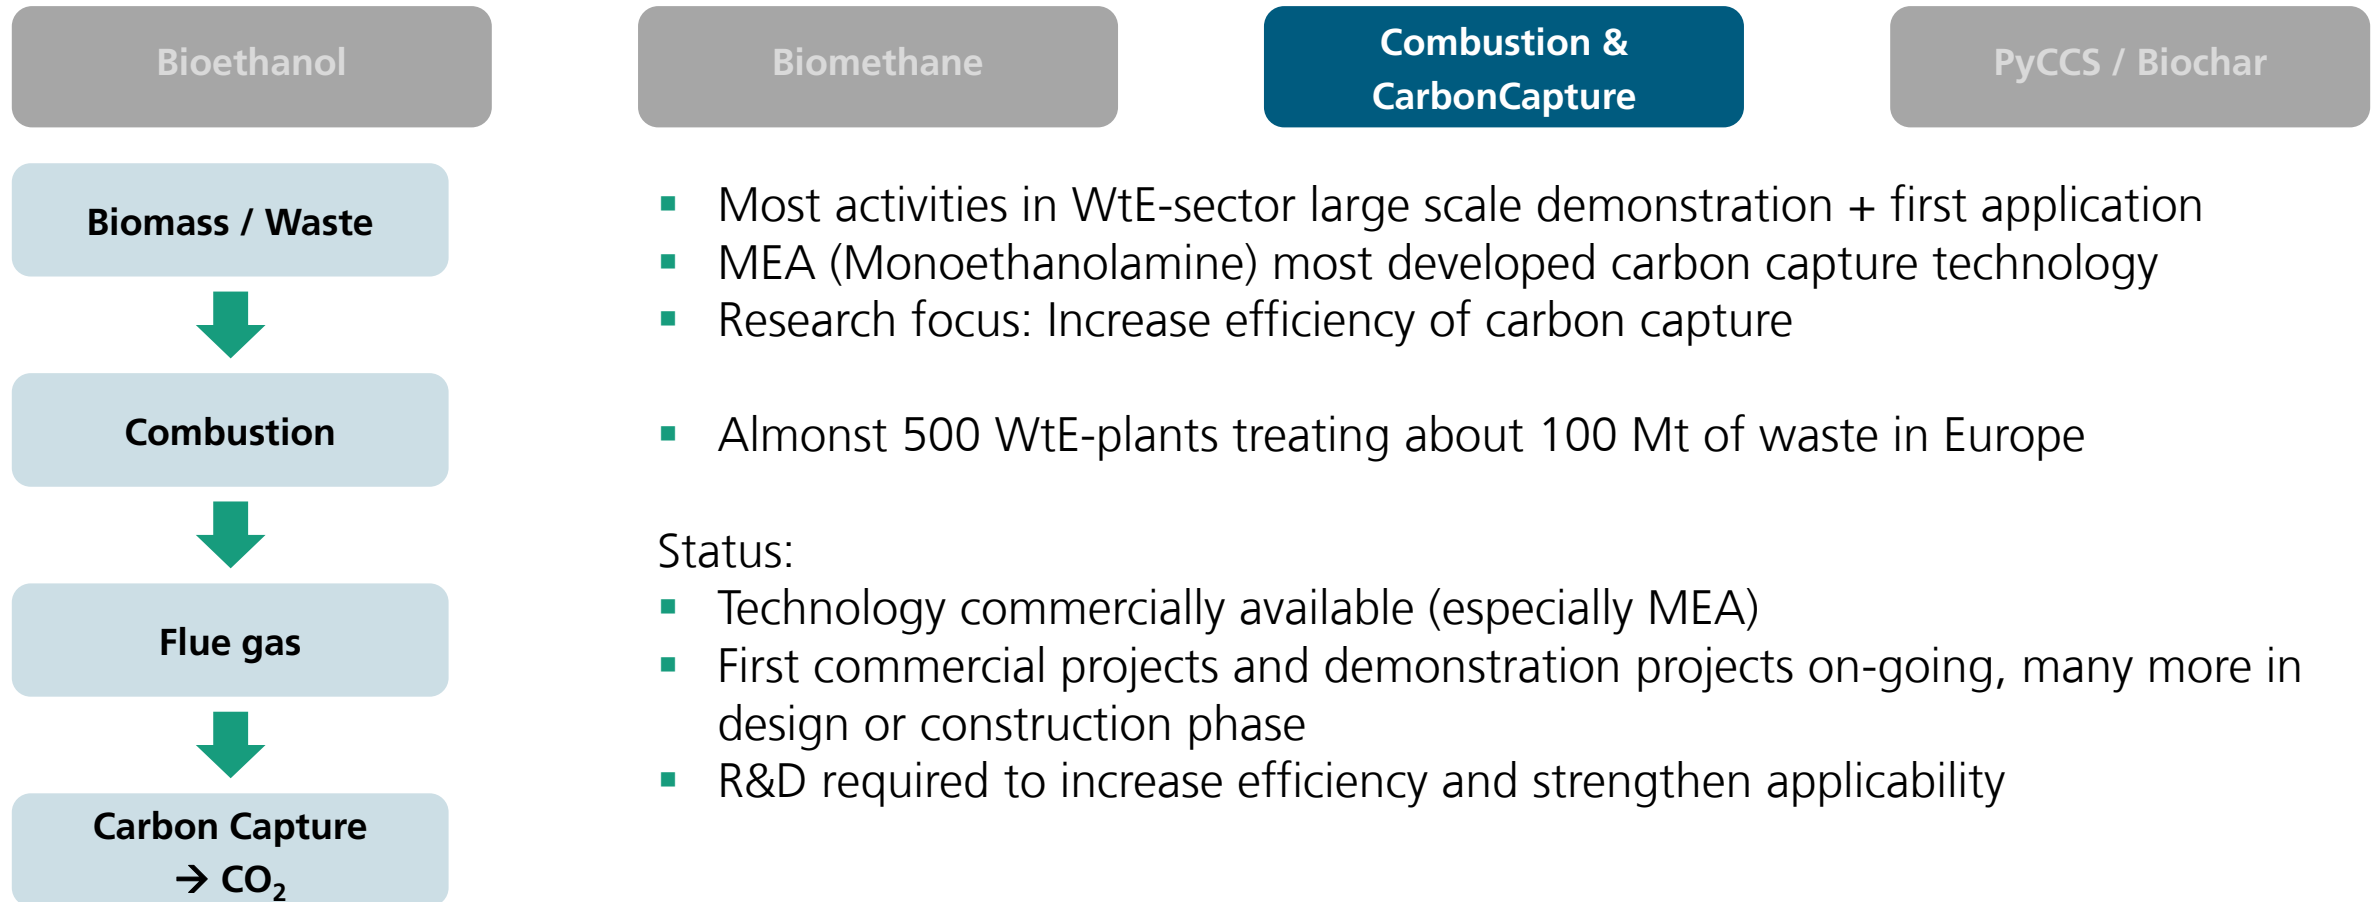 Bioethanol
Biomethane
Combustion &
CarbonCapture
PyCCS / Biochar
Biomass / Waste
Combustion
Flue gas
Carbon Capture
→ CO₂
▪ Most activities in WtE-sector large scale demonstration + first application
▪ MEA (Monoethanolamine) most developed carbon capture technology
▪ Research focus: Increase efficiency of carbon capture
▪ Almonst 500 WtE-plants treating about 100 Mt of waste in Europe
Status:
▪ Technology commercially available (especially MEA)
▪ First commercial projects and demonstration projects on-going, many more in
design or construction phase
▪ R&D required to increase efficiency and strengthen applicability